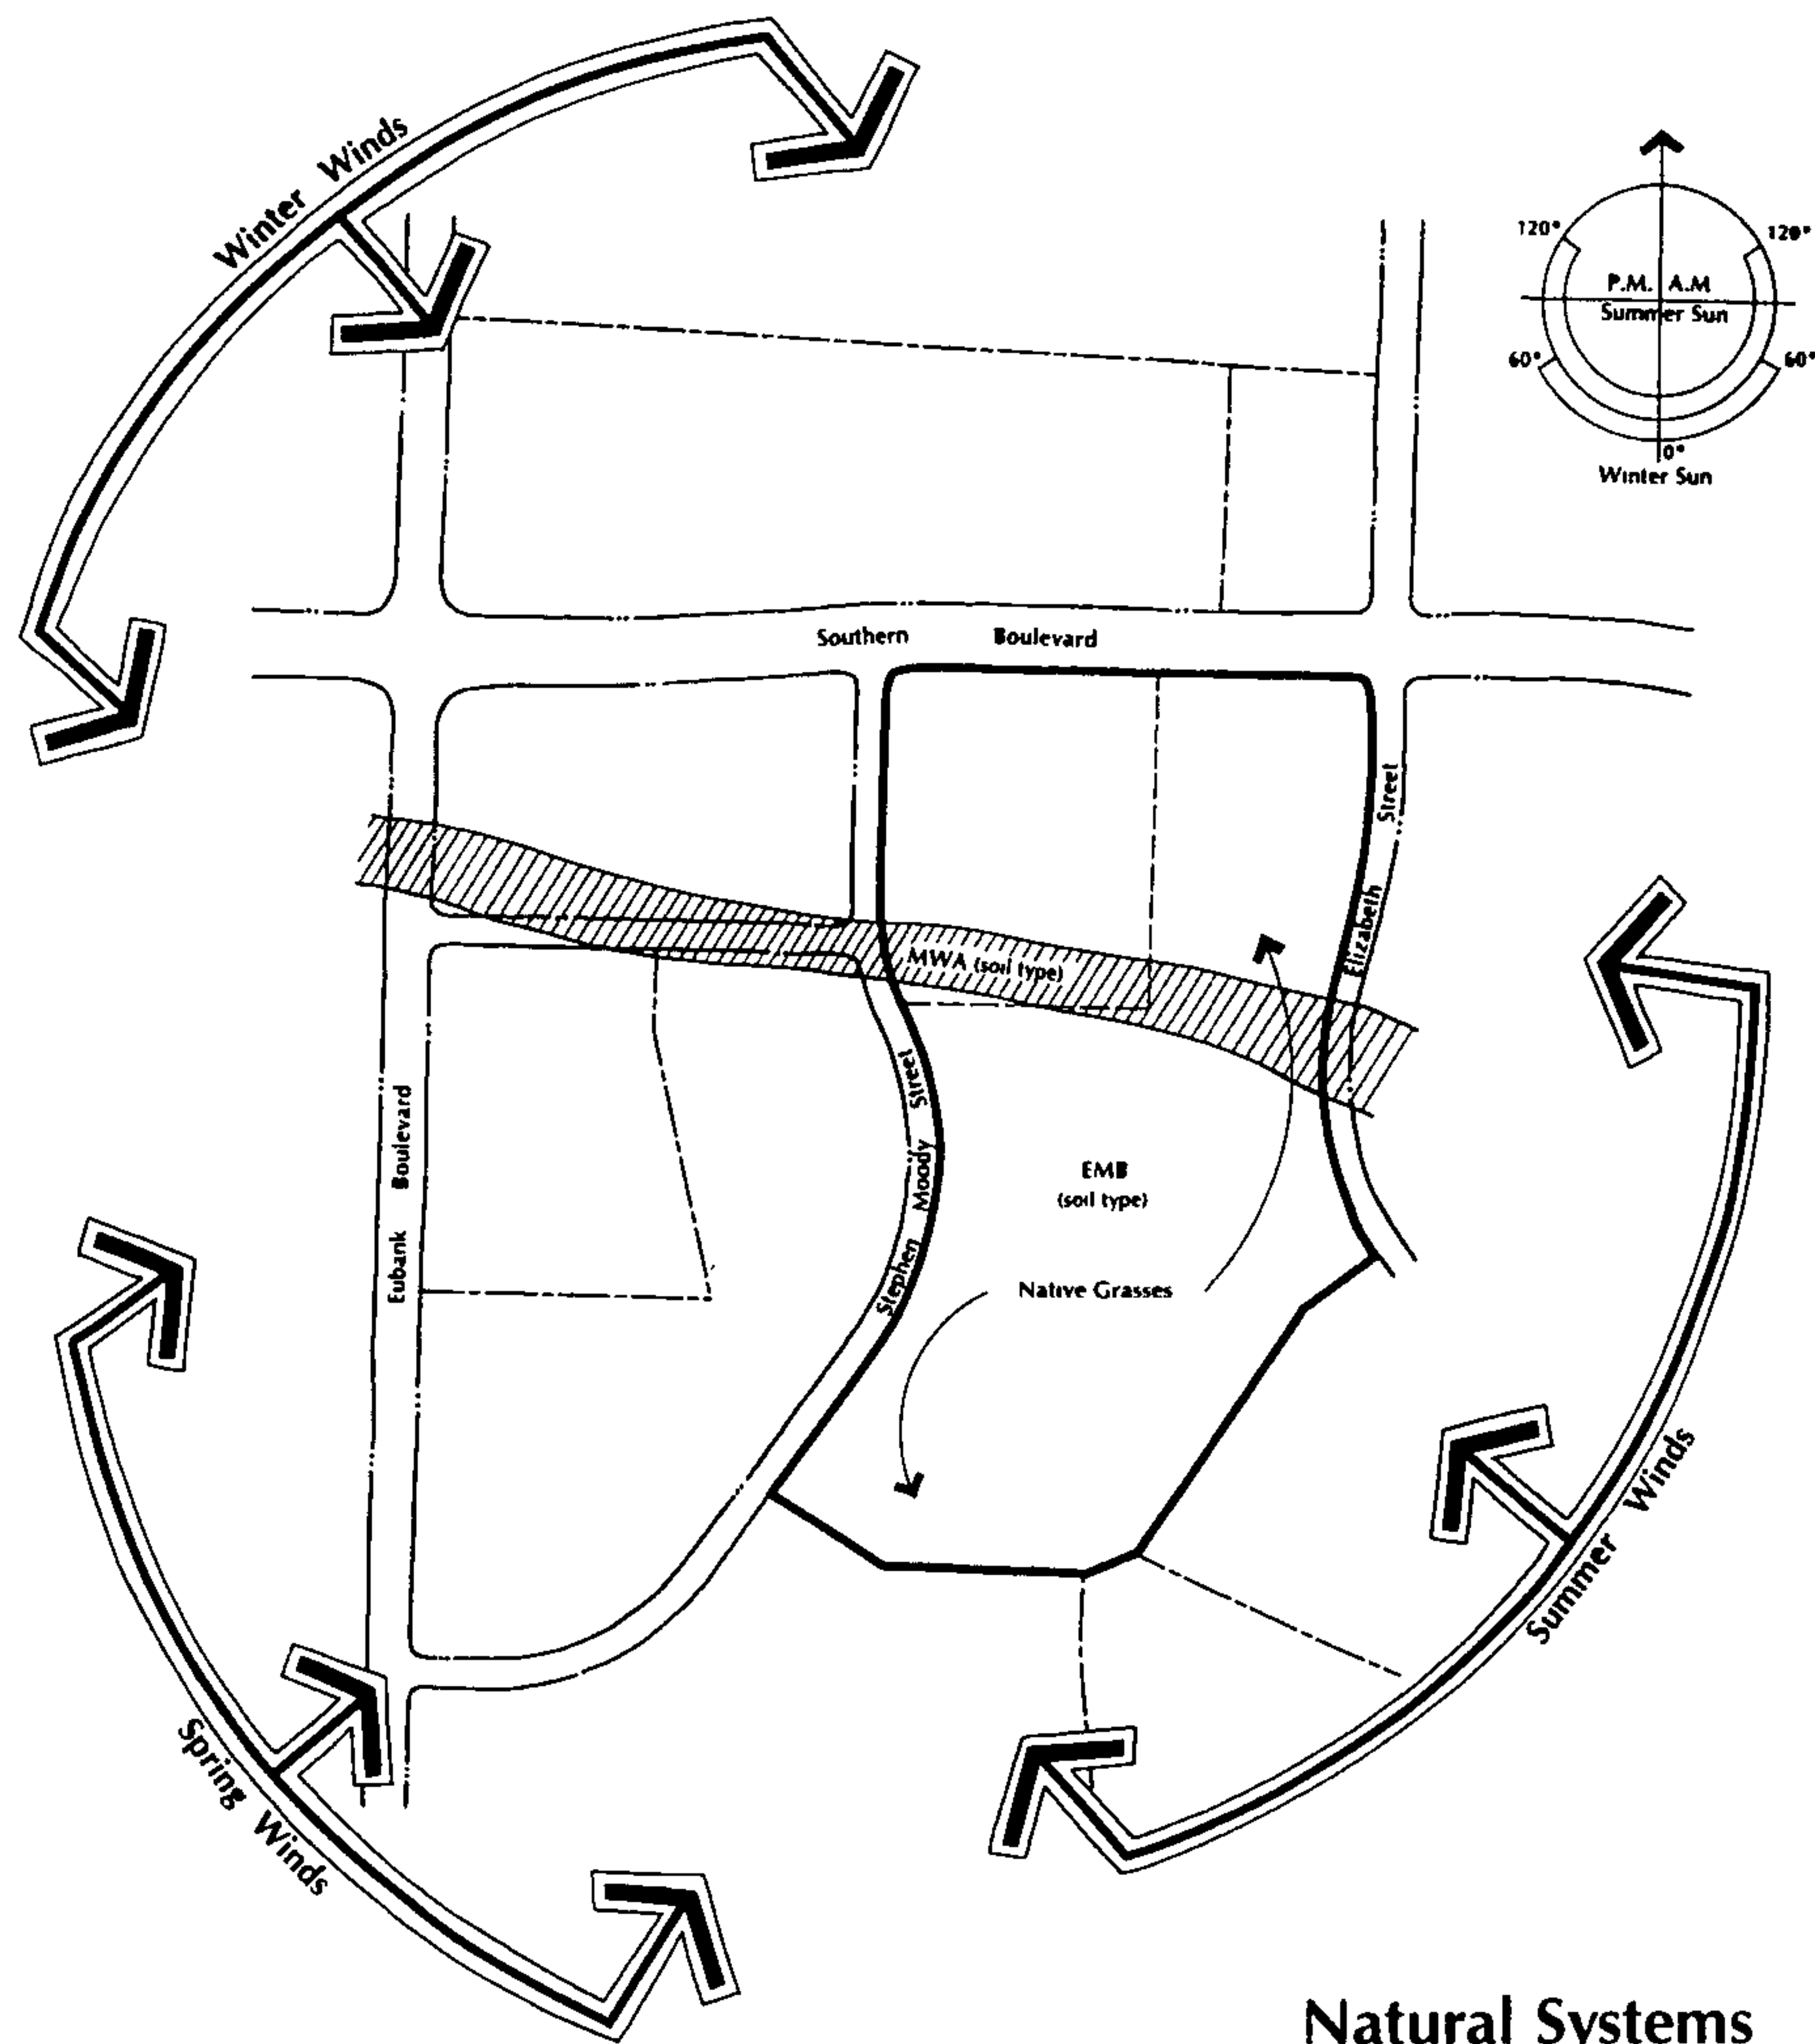 Winter Winds
120°
120°
P.M. A.M
Summer Sun
60°
60°
0°
Winter Sun
Southern Boulevard
Elizabeth Street
MWA (soil type)
Stephen Moody Street
Eubank Boulevard
EMB
(soil type)
Native Grasses
Summer Winds
Spring Winds
Natural Systems